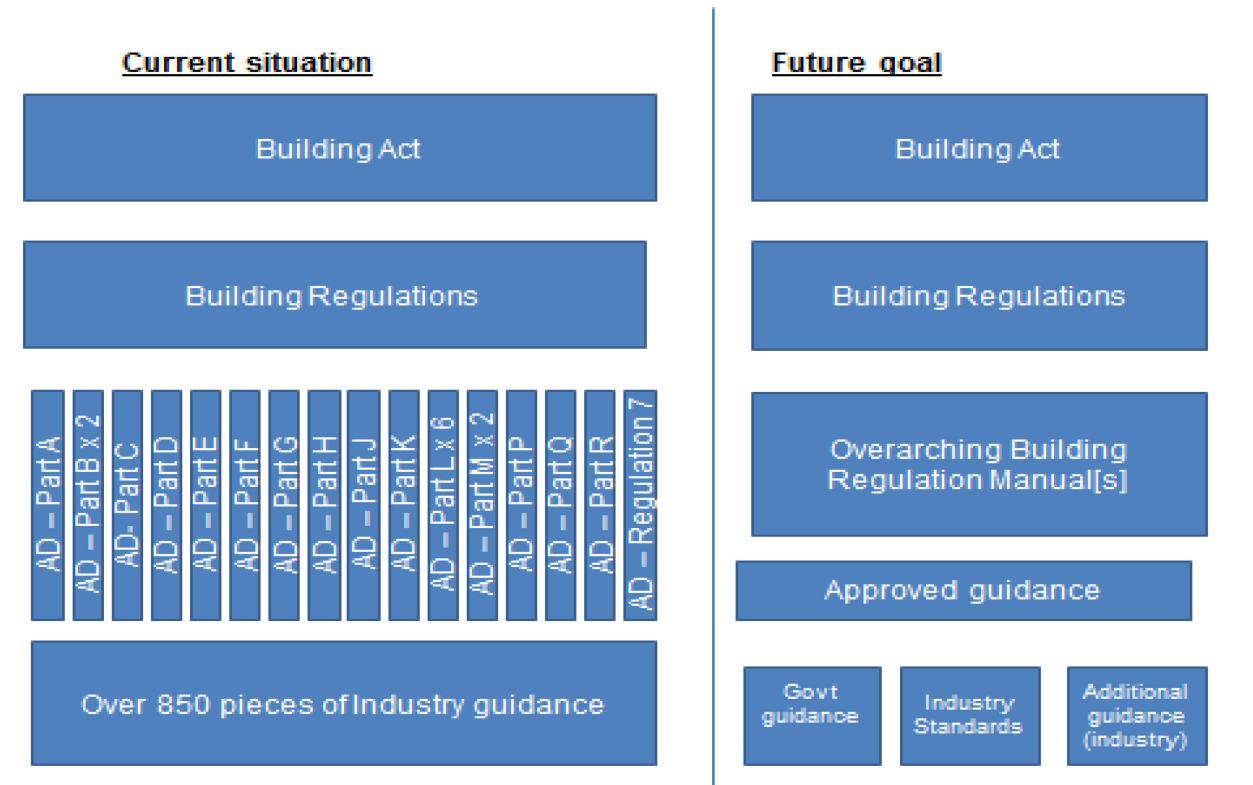 Current situation
Building Act
Building Regulations
AD – Part A
AD – Part B x 2
AD- Part C
AD – Part D
AD – Part E
AD – Part F
AD – Part G
AD – Part H
AD – Part J
AD – Part K
AD – Part L x 6
AD – Part M x 2
AD – Part P
AD – Part Q
AD – Part R
AD – Regulation 7
Over 850 pieces of Industry guidance
Future goal
Building Act
Building Regulations
Overarching Building
Regulation Manual[s]
Approved guidance
Govt
guidance
Industry
Standards
Additional
guidance
(industry)